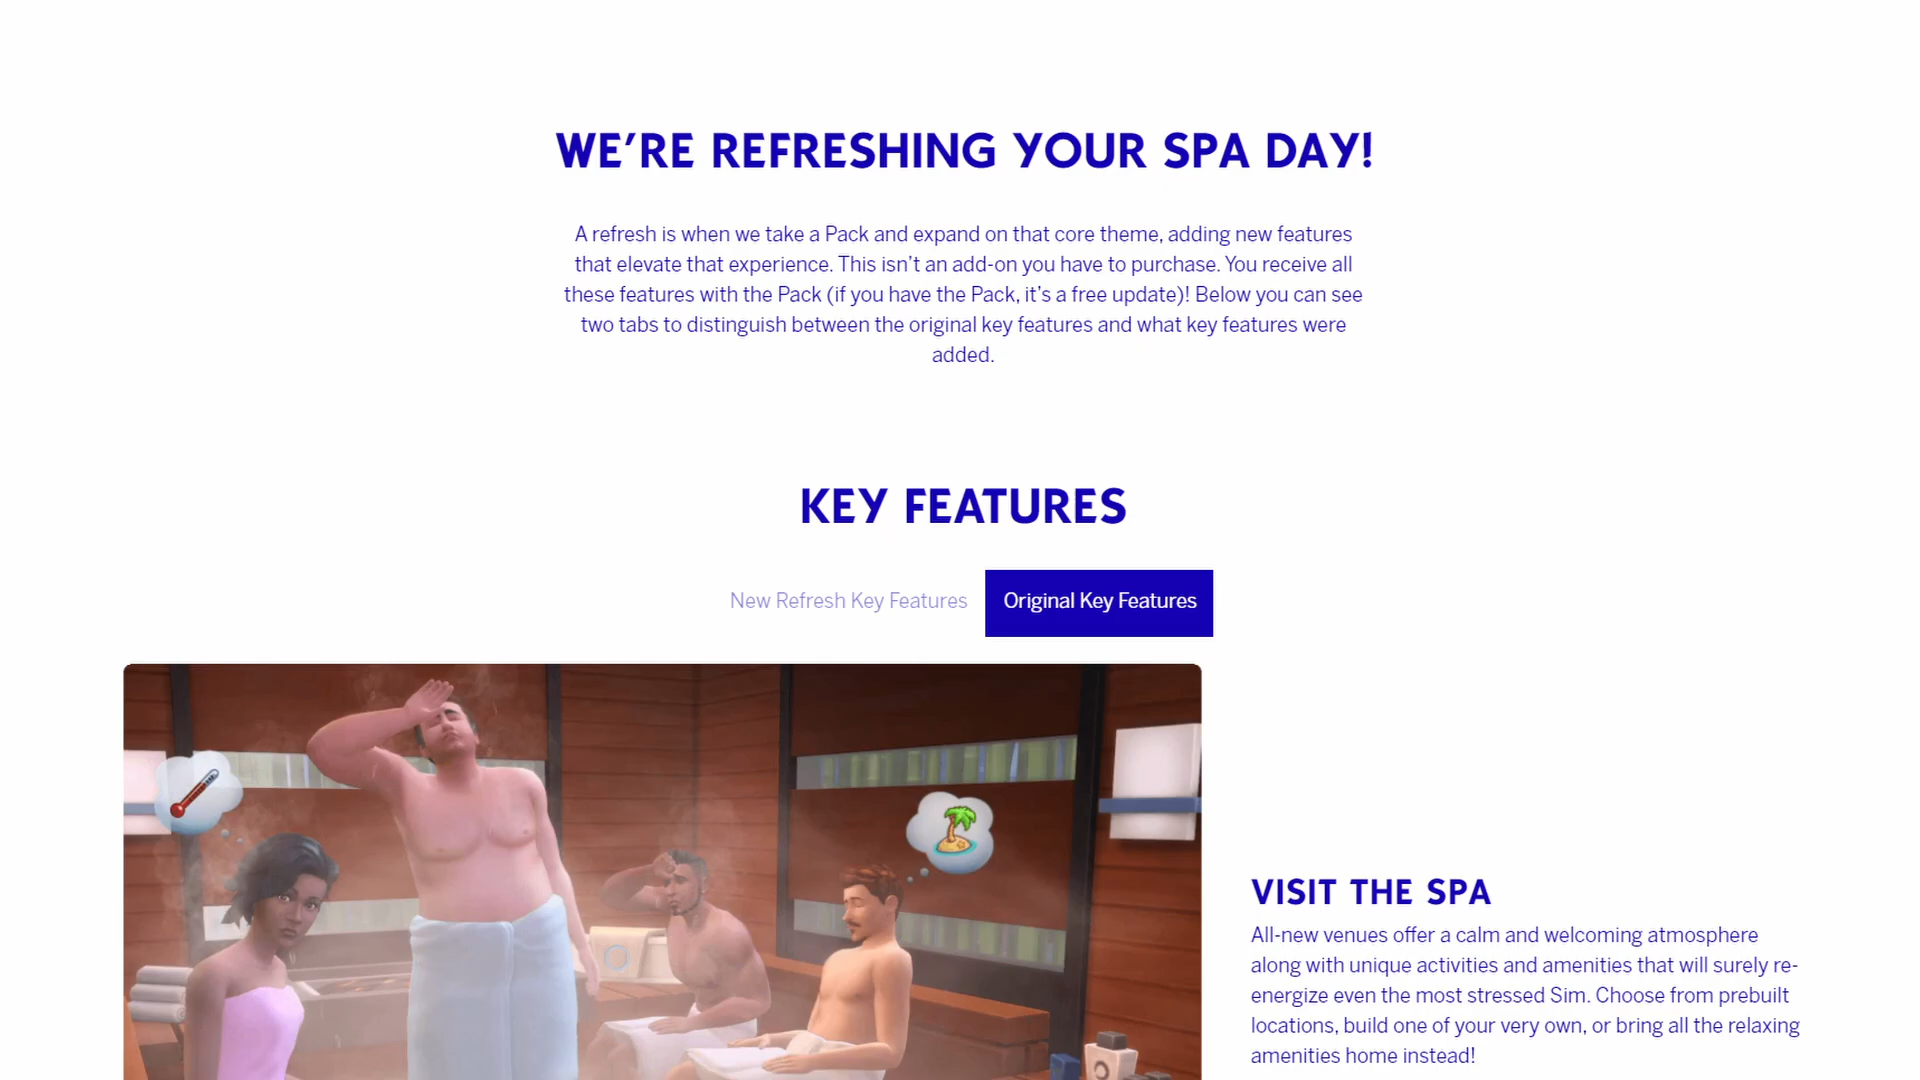 WE’RE REFRESHING YOUR SPA DAY!
A refresh is when we take a Pack and expand on that core theme, adding new features
that elevate that experience. This isn’t an add-on you have to purchase. You receive all
these features with the Pack (if you have the Pack, it’s a free update)! Below you can see
two tabs to distinguish between the original key features and what key features were
added.
KEY FEATURES
New Refresh Key Features
Original Key Features
VISIT THE SPA
All-new venues offer a calm and welcoming atmosphere
along with unique activities and amenities that will surely re-
energize even the most stressed Sim. Choose from prebuilt
locations, build one of your very own, or bring all the relaxing
amenities home instead!